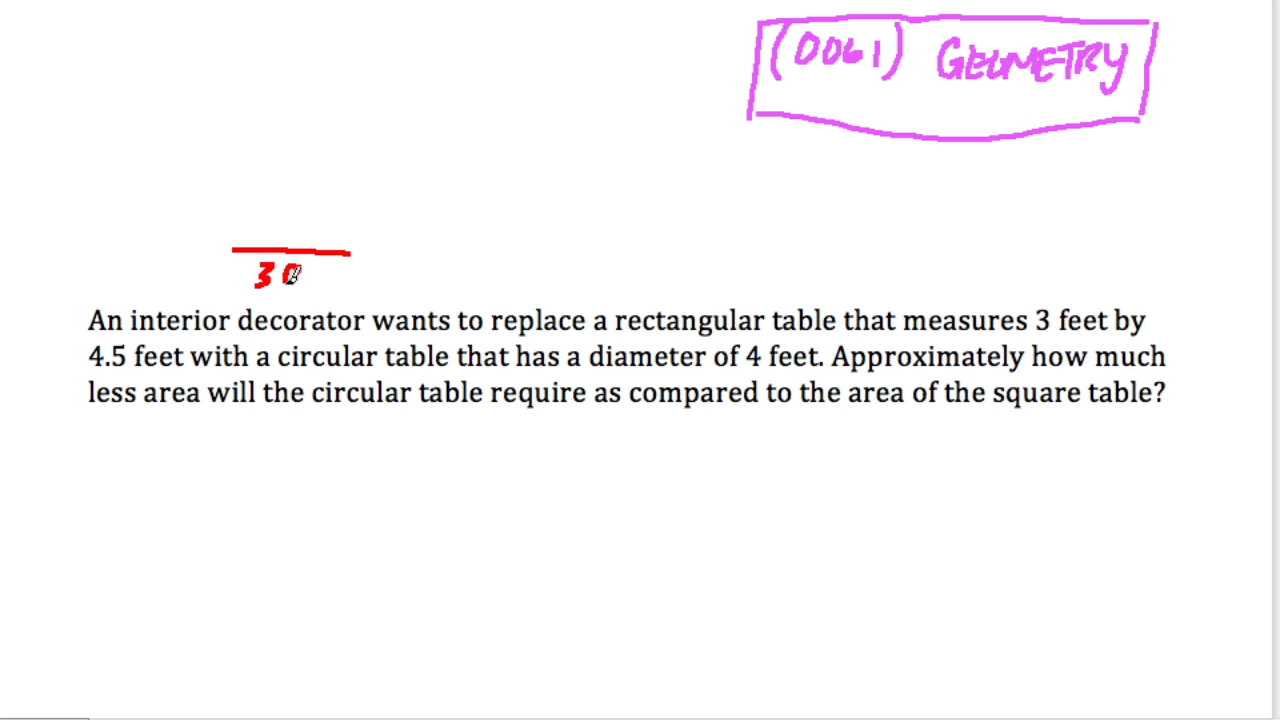 (0061) GEOMETRY
3
An interior decorator wants to replace a rectangular table that measures 3 feet by
4.5 feet with a circular table that has a diameter of 4 feet. Approximately how much
less area will the circular table require as compared to the area of the square table?